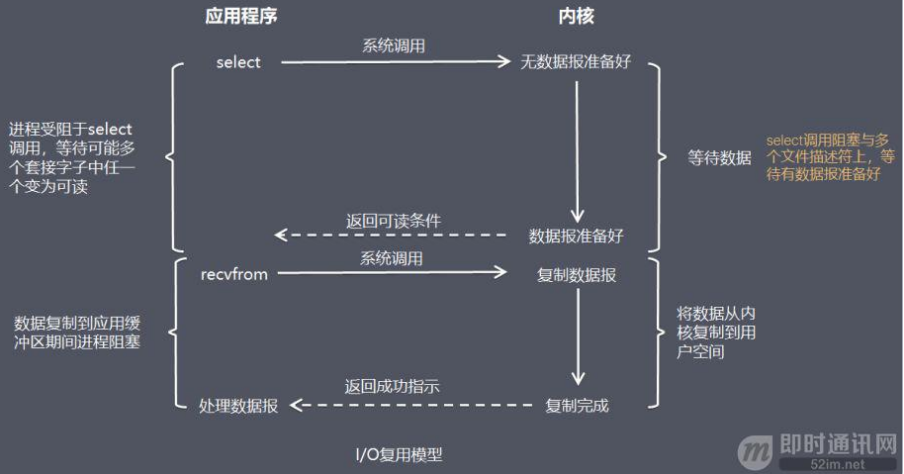 应用程序
内核
系统调用
select
无数据报准备好
进程受阻于select
调用，等待可能多
个套接字子中任一
个变为可读
等待数据
select调用阻塞与多
个文件描述符上，等
待有数据报准备好
返回可读条件
数据报准备好
系统调用
recvfrom
复制数据报
数据复制到应用缓
冲区期间进程阻塞
将数据从内
核复制到用
户空间
返回成功指示
处理数据报
复制完成
I/O复用模型
即时通讯网
52im.net